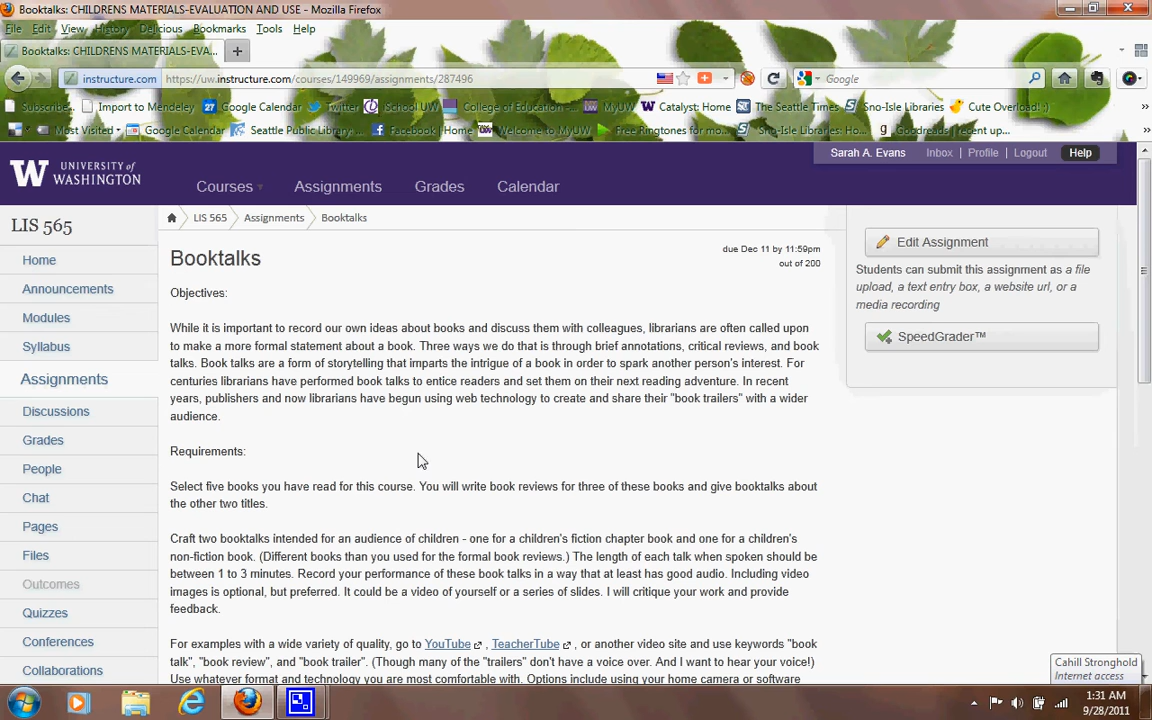 Booktalks: CHILDRENS MATERIALS-EVALUATION AND USE - Mozilla Firefox
File Edit View History Delicious Bookmarks Tools Help
Booktalks: CHILDRENS MATERIALS-EVA...
instructure.com https://uw.instructure.com/courses/149969/assignments/287496 Google
Subscribe... Import to Mendeley 27 Google Calendar Twitter School UW College of Education - ... MyUW Catalyst: Home The Seattle Times Sno-Isle Libraries Cute Overload! :)
Most Visited Google Calendar Seattle Public Library... Facebook | Home Welcome to MyUW Free Ringtones for mo... Sno-Isle Libraries: Ho... Goodreads | recent up...
UNIVERSITY of
WASHINGTON
Sarah A. Evans Inbox Profile Logout Help
Courses Assignments Grades Calendar
LIS 565
Home
Announcements
Modules
Syllabus
Assignments
Discussions
Grades
People
Chat
Pages
Files
Outcomes
Quizzes
Conferences
Collaborations
LIS 565 Assignments Booktalks
Booktalks
due Dec 11 by 11:59pm
out of 200
Objectives:
While it is important to record our own ideas about books and discuss them with colleagues, librarians are often called upon
to make a more formal statement about a book. Three ways we do that is through brief annotations, critical reviews, and book
talks. Book talks are a form of storytelling that imparts the intrigue of a book in order to spark another person's interest. For
centuries librarians have performed book talks to entice readers and set them on their next reading adventure. In recent
years, publishers and now librarians have begun using web technology to create and share their "book trailers" with a wider
audience.
Requirements:
Select five books you have read for this course. You will write book reviews for three of these books and give booktalks about
the other two titles.
Craft two booktalks intended for an audience of children - one for a children's fiction chapter book and one for a children's
non-fiction book. (Different books than you used for the formal book reviews.) The length of each talk when spoken should be
between 1 to 3 minutes. Record your performance of these book talks in a way that at least has good audio. Including video
images is optional, but preferred. It could be a video of yourself or a series of slides. I will critique your work and provide
feedback.
For examples with a wide variety of quality, go to YouTube , TeacherTube , or another video site and use keywords "book
talk", "book review", and "book trailer". (Though many of the "trailers" don't have a voice over. And I want to hear your voice!)
Use whatever format and technology you are most comfortable with. Options include using your home camera or software
Edit Assignment
Students can submit this assignment as a file
upload, a text entry box, a website url, or a
media recording
SpeedGrader™
Cahill Stronghold
Internet access
1:31 AM
9/28/2011